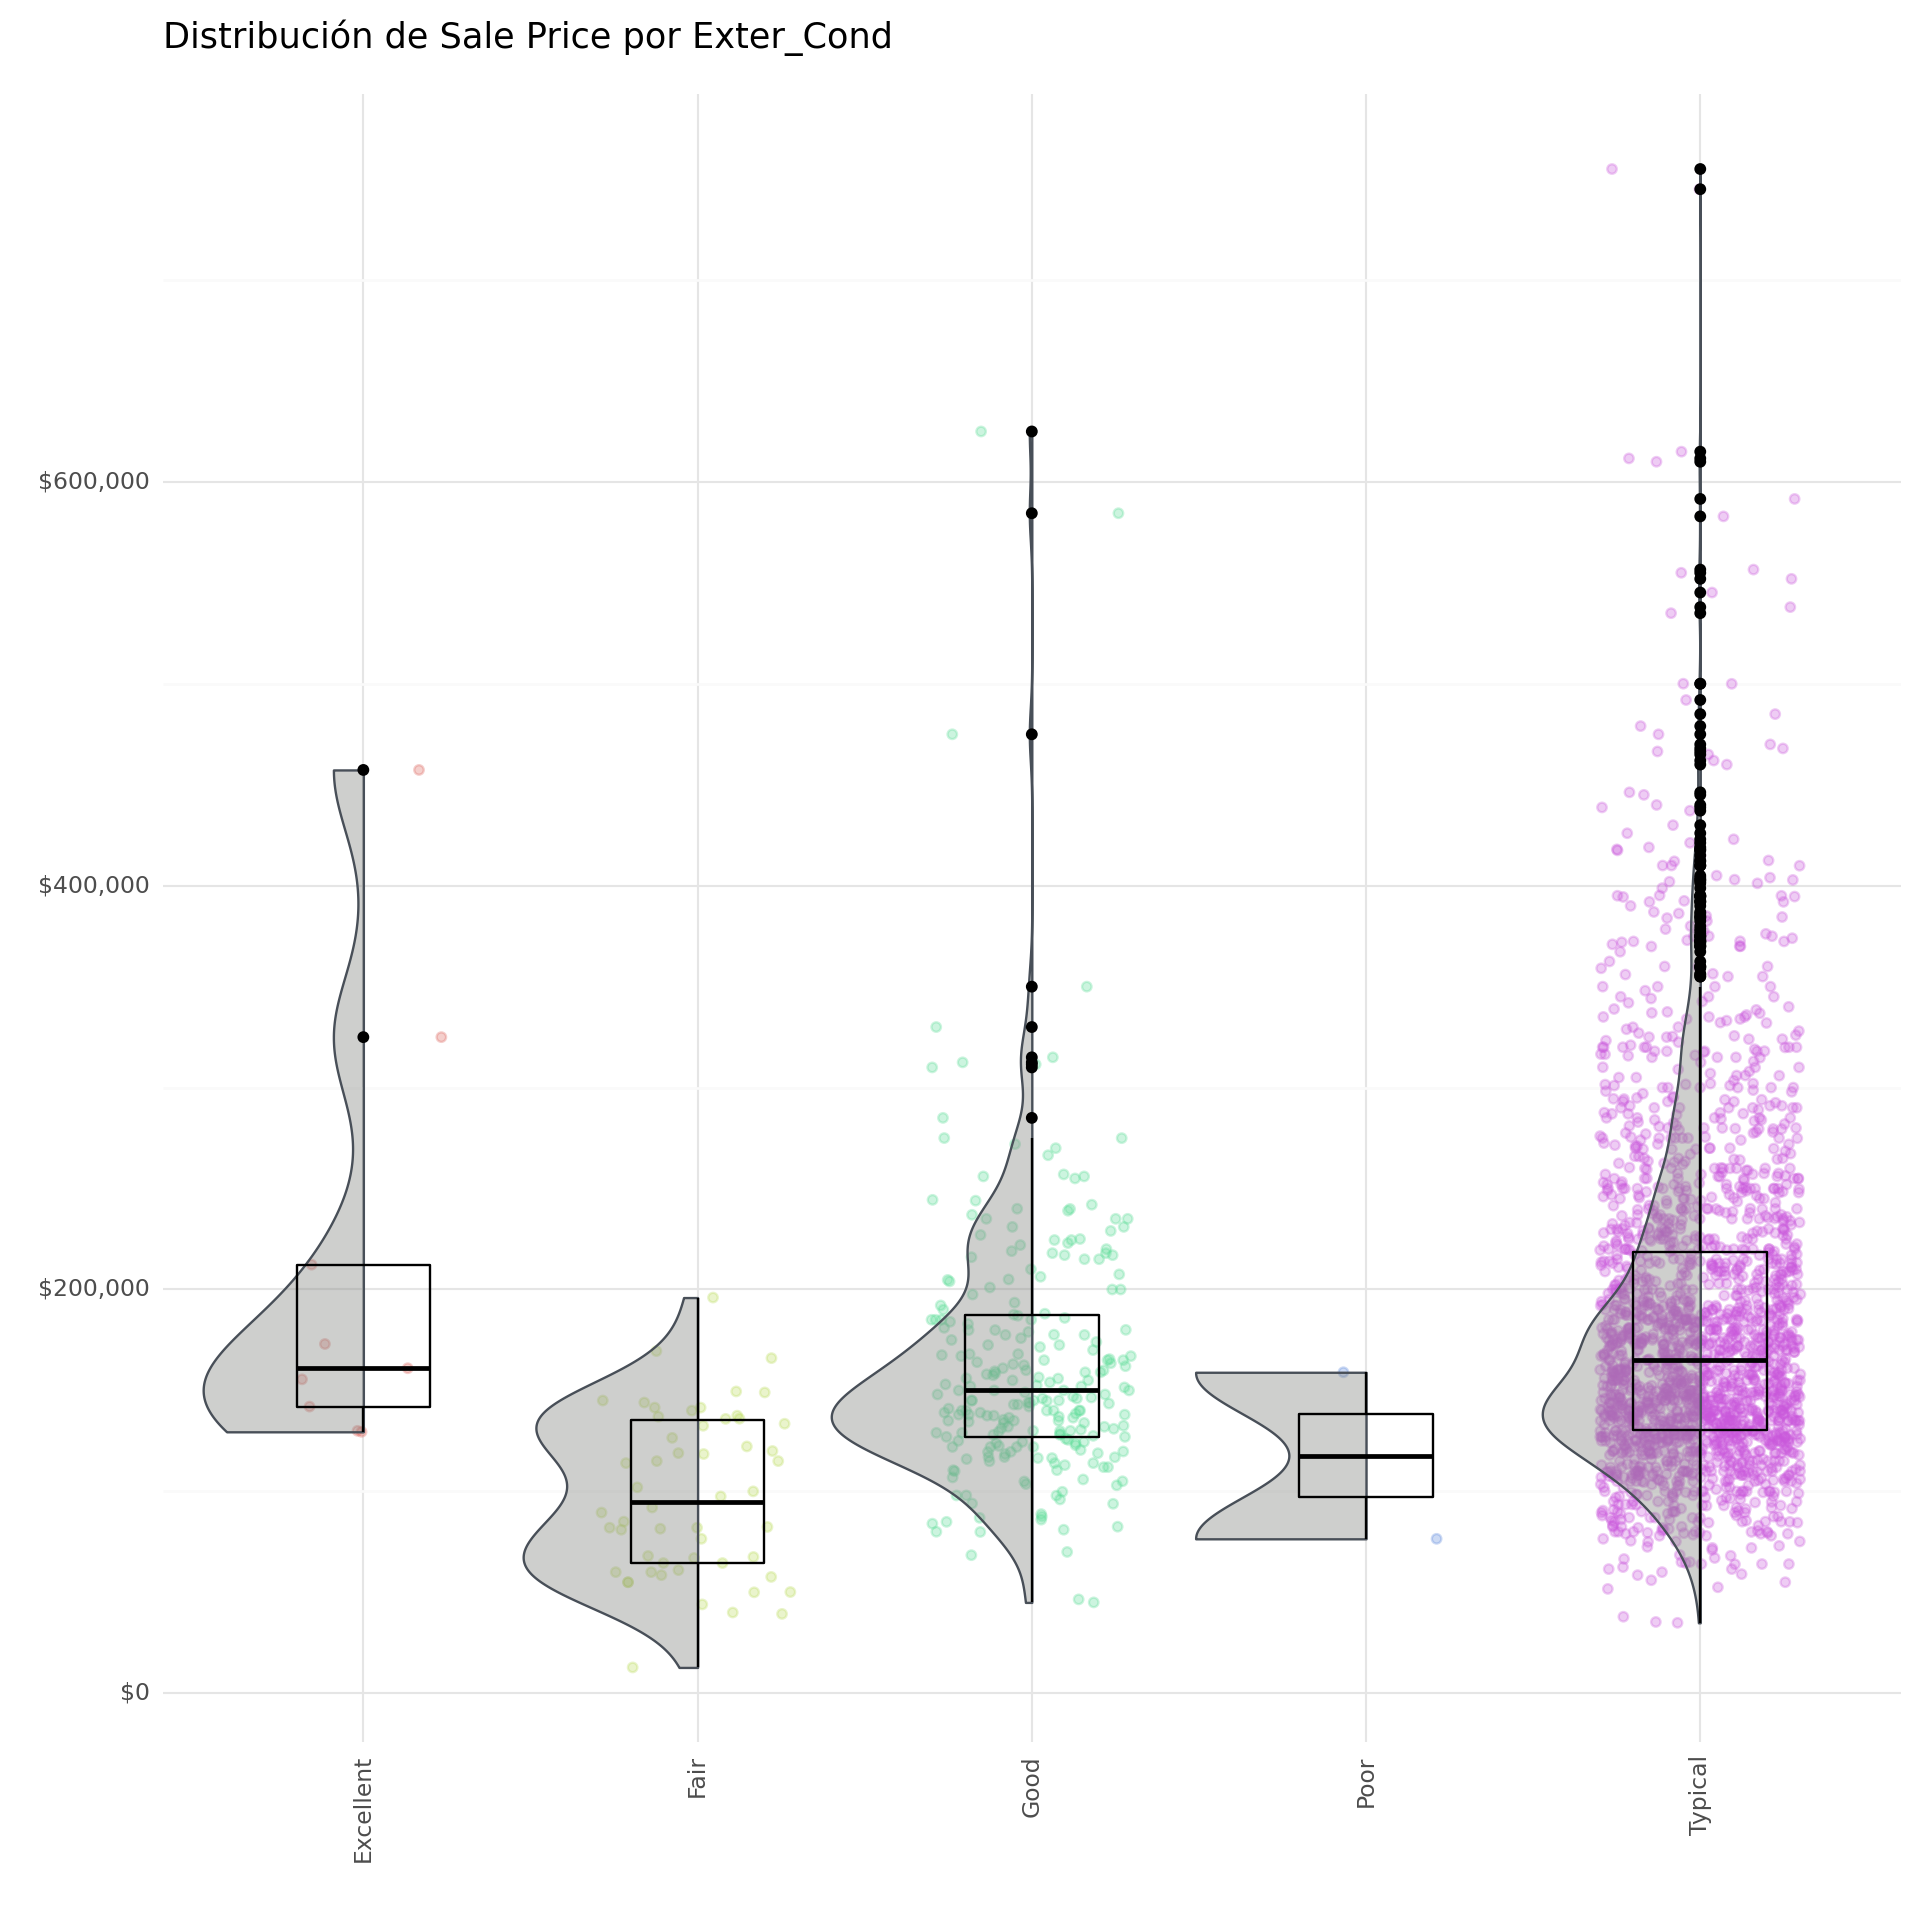 Distribución de Sale Price por Exter_Cond
$600,000
$400,000
$200,000
$0
Excellent
Fair
Good
Poor
Typical